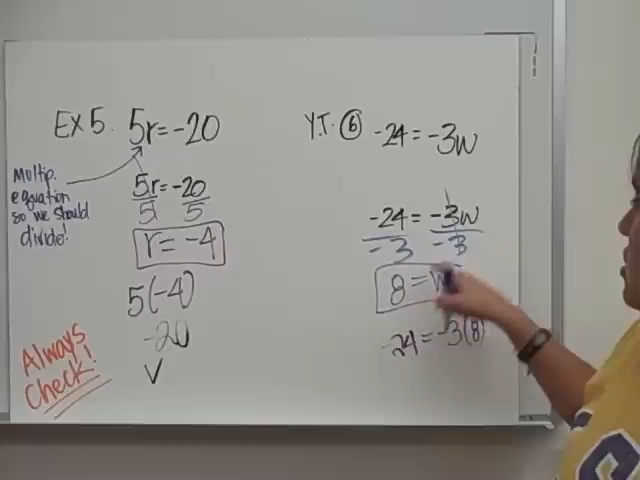 EX 5. 5r = -20
Multip.
equation
so we should
divide!
5r = -20
5 5
r = -4
5(-4)
-20
Always
Check!
Y.T. 6 -24 = -3w
-24 = -3w
-3 -3
8 = w
-24 = -3(8)